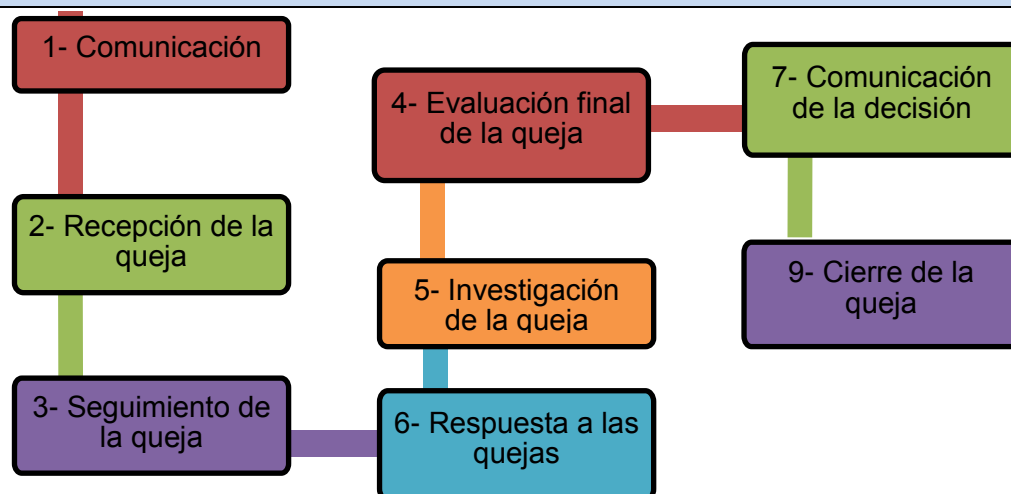 1- Comunicación
2- Recepción de la
queja
3- Seguimiento de
la queja
4- Evaluación final
de la queja
5- Investigación
de la queja
6- Respuesta a las
quejas
7- Comunicación
de la decisión
9- Cierre de la
queja